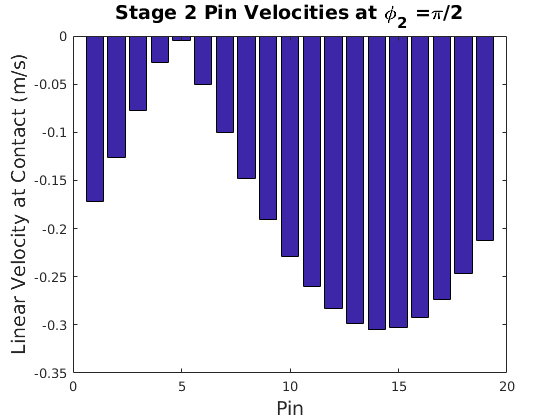 Stage 2 Pin Velocities at ϕ₂ =π/2
Linear Velocity at Contact (m/s)
0
-0.05
-0.1
-0.15
-0.2
-0.25
-0.3
-0.35
0 5 10 15 20
Pin